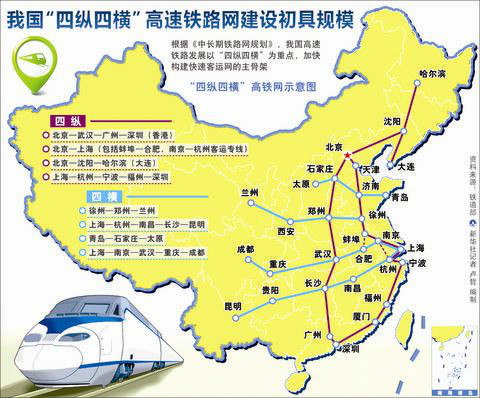 我国“四纵四横”高速铁路网建设初具规模
根据《中长期铁路网规划》，我国高速
铁路发展以“四纵四横”为重点，加快
构建快速客运网的主骨架
“四纵四横”高铁网示意图
四 纵
北京—武汉—广州—深圳（香港）
北京—上海（包括蚌埠—合肥，南京—杭州客运专线）
北京—沈阳—哈尔滨（大连）
上海—杭州—宁波—福州—深圳
四 横
徐州—郑州—兰州
上海—杭州—南昌—长沙—昆明
青岛—石家庄—太原
上海—南京—武汉—重庆—成都
哈尔滨
沈阳
北京
大连
天津
石家庄
太原
济南
青岛
兰州
郑州
徐州
西安
蚌埠
南京
上海
成都
重庆
武汉
合肥
杭州
宁波
贵阳
长沙
南昌
昆明
福州
厦门
广州
深圳
资料来源：铁道部
新华社记者 卢哲 编制
南海诸岛